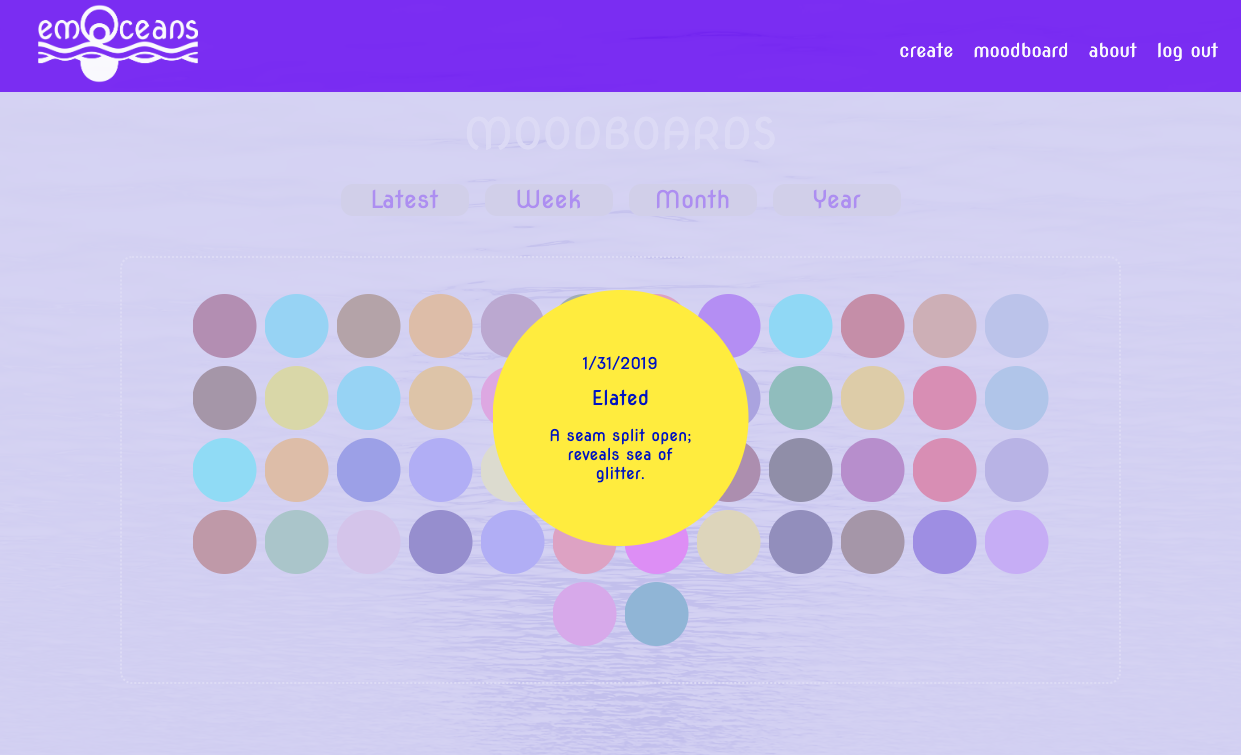 emoceans
create moodboard about log out
MOODBOARDS
Latest Week Month Year
1/31/2019
Elated
A seam split open;
reveals sea of
glitter.